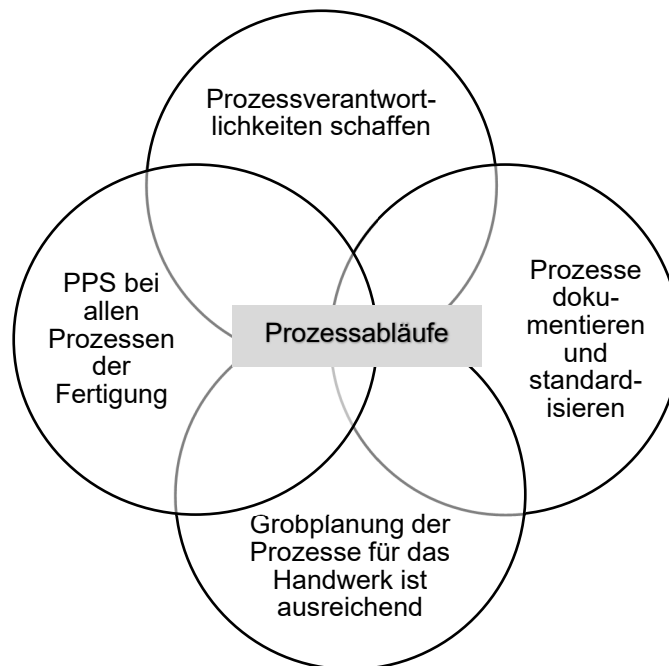 Prozessverantwort-
lichkeiten schaffen
PPS bei
allen
Prozessen
der
Fertigung
Prozessabläufe
Prozesse
doku-
mentieren
und
standard-
isieren
Grobplanung der
Prozesse für das
Handwerk ist
ausreichend